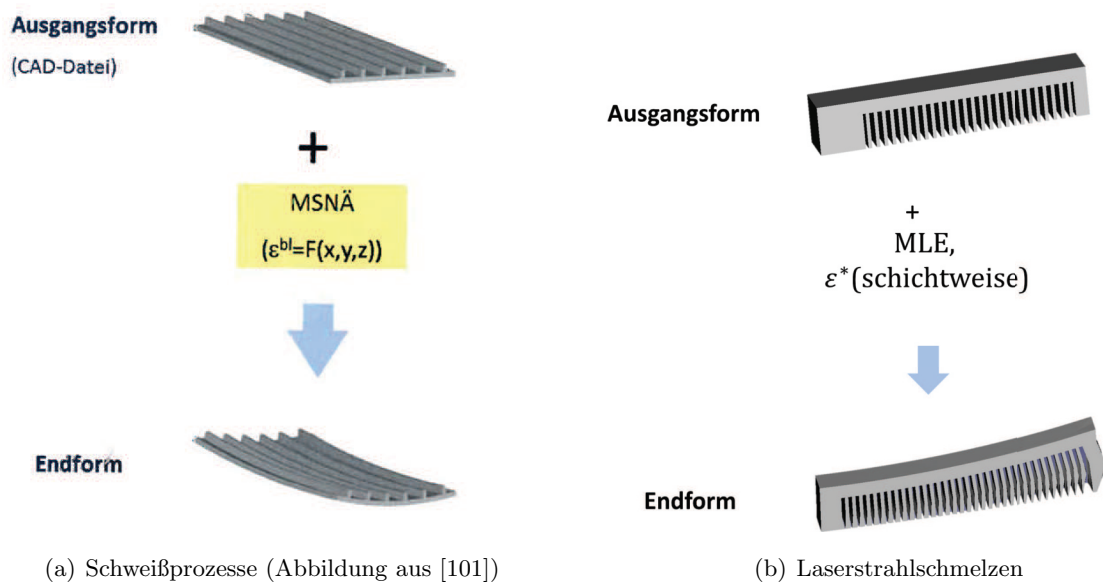 Ausgangsform
(CAD-Datei)
+
MSNÄ
(ε^bl=F(x,y,z))
Endform
(a) Schweißprozesse (Abbildung aus [101])
Ausgangsform
+
MLE,
ε*(schichtweise)
Endform
(b) Laserstrahlschmelzen